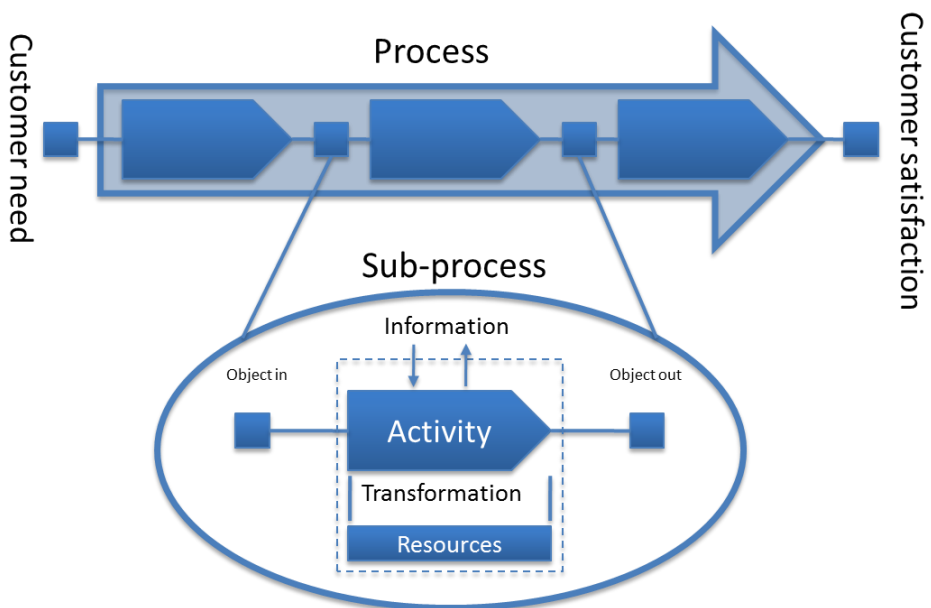 Process
Customer need
Customer satisfaction
Sub-process
Information
Object in
Object out
Activity
Transformation
Resources